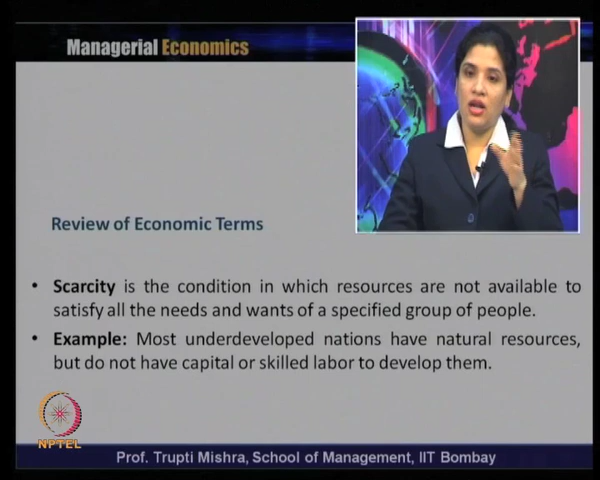 Managerial Economics
Review of Economic Terms
• Scarcity is the condition in which resources are not available to
satisfy all the needs and wants of a specified group of people.
• Example: Most underdeveloped nations have natural resources,
but do not have capital or skilled labor to develop them.
NPTEL
Prof. Trupti Mishra, School of Management, IIT Bombay